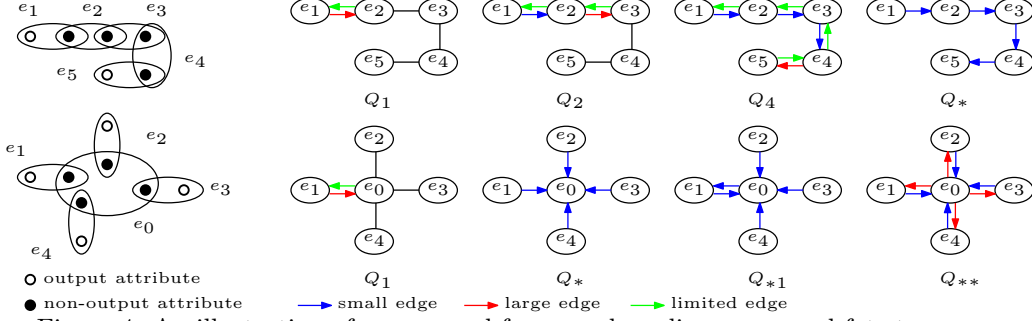 e1 e2 e3
e4
e5
e1 e2 e3
e5 e4
Q1
e1 e2 e3
e5 e4
Q2
e1 e2 e3
e5 e4
Q4
e1 e2 e3
e5 e4
Q*
e1
e2
e3
e0
e4
e2
e1 e0 e3
e4
Q1
e2
e1 e0 e3
e4
Q*
e2
e1 e0 e3
e4
Q*1
e2
e1 e0 e3
e4
Q**
output attribute
non-output attribute
small edge large edge limited edge